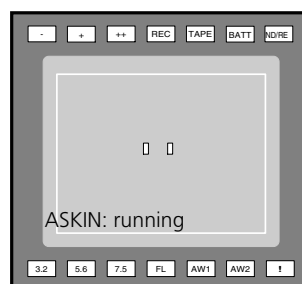 - + ++ REC TAPE BATT ND/RE
ASKIN: running
3.2 5.6 7.5 FL AW1 AW2 !